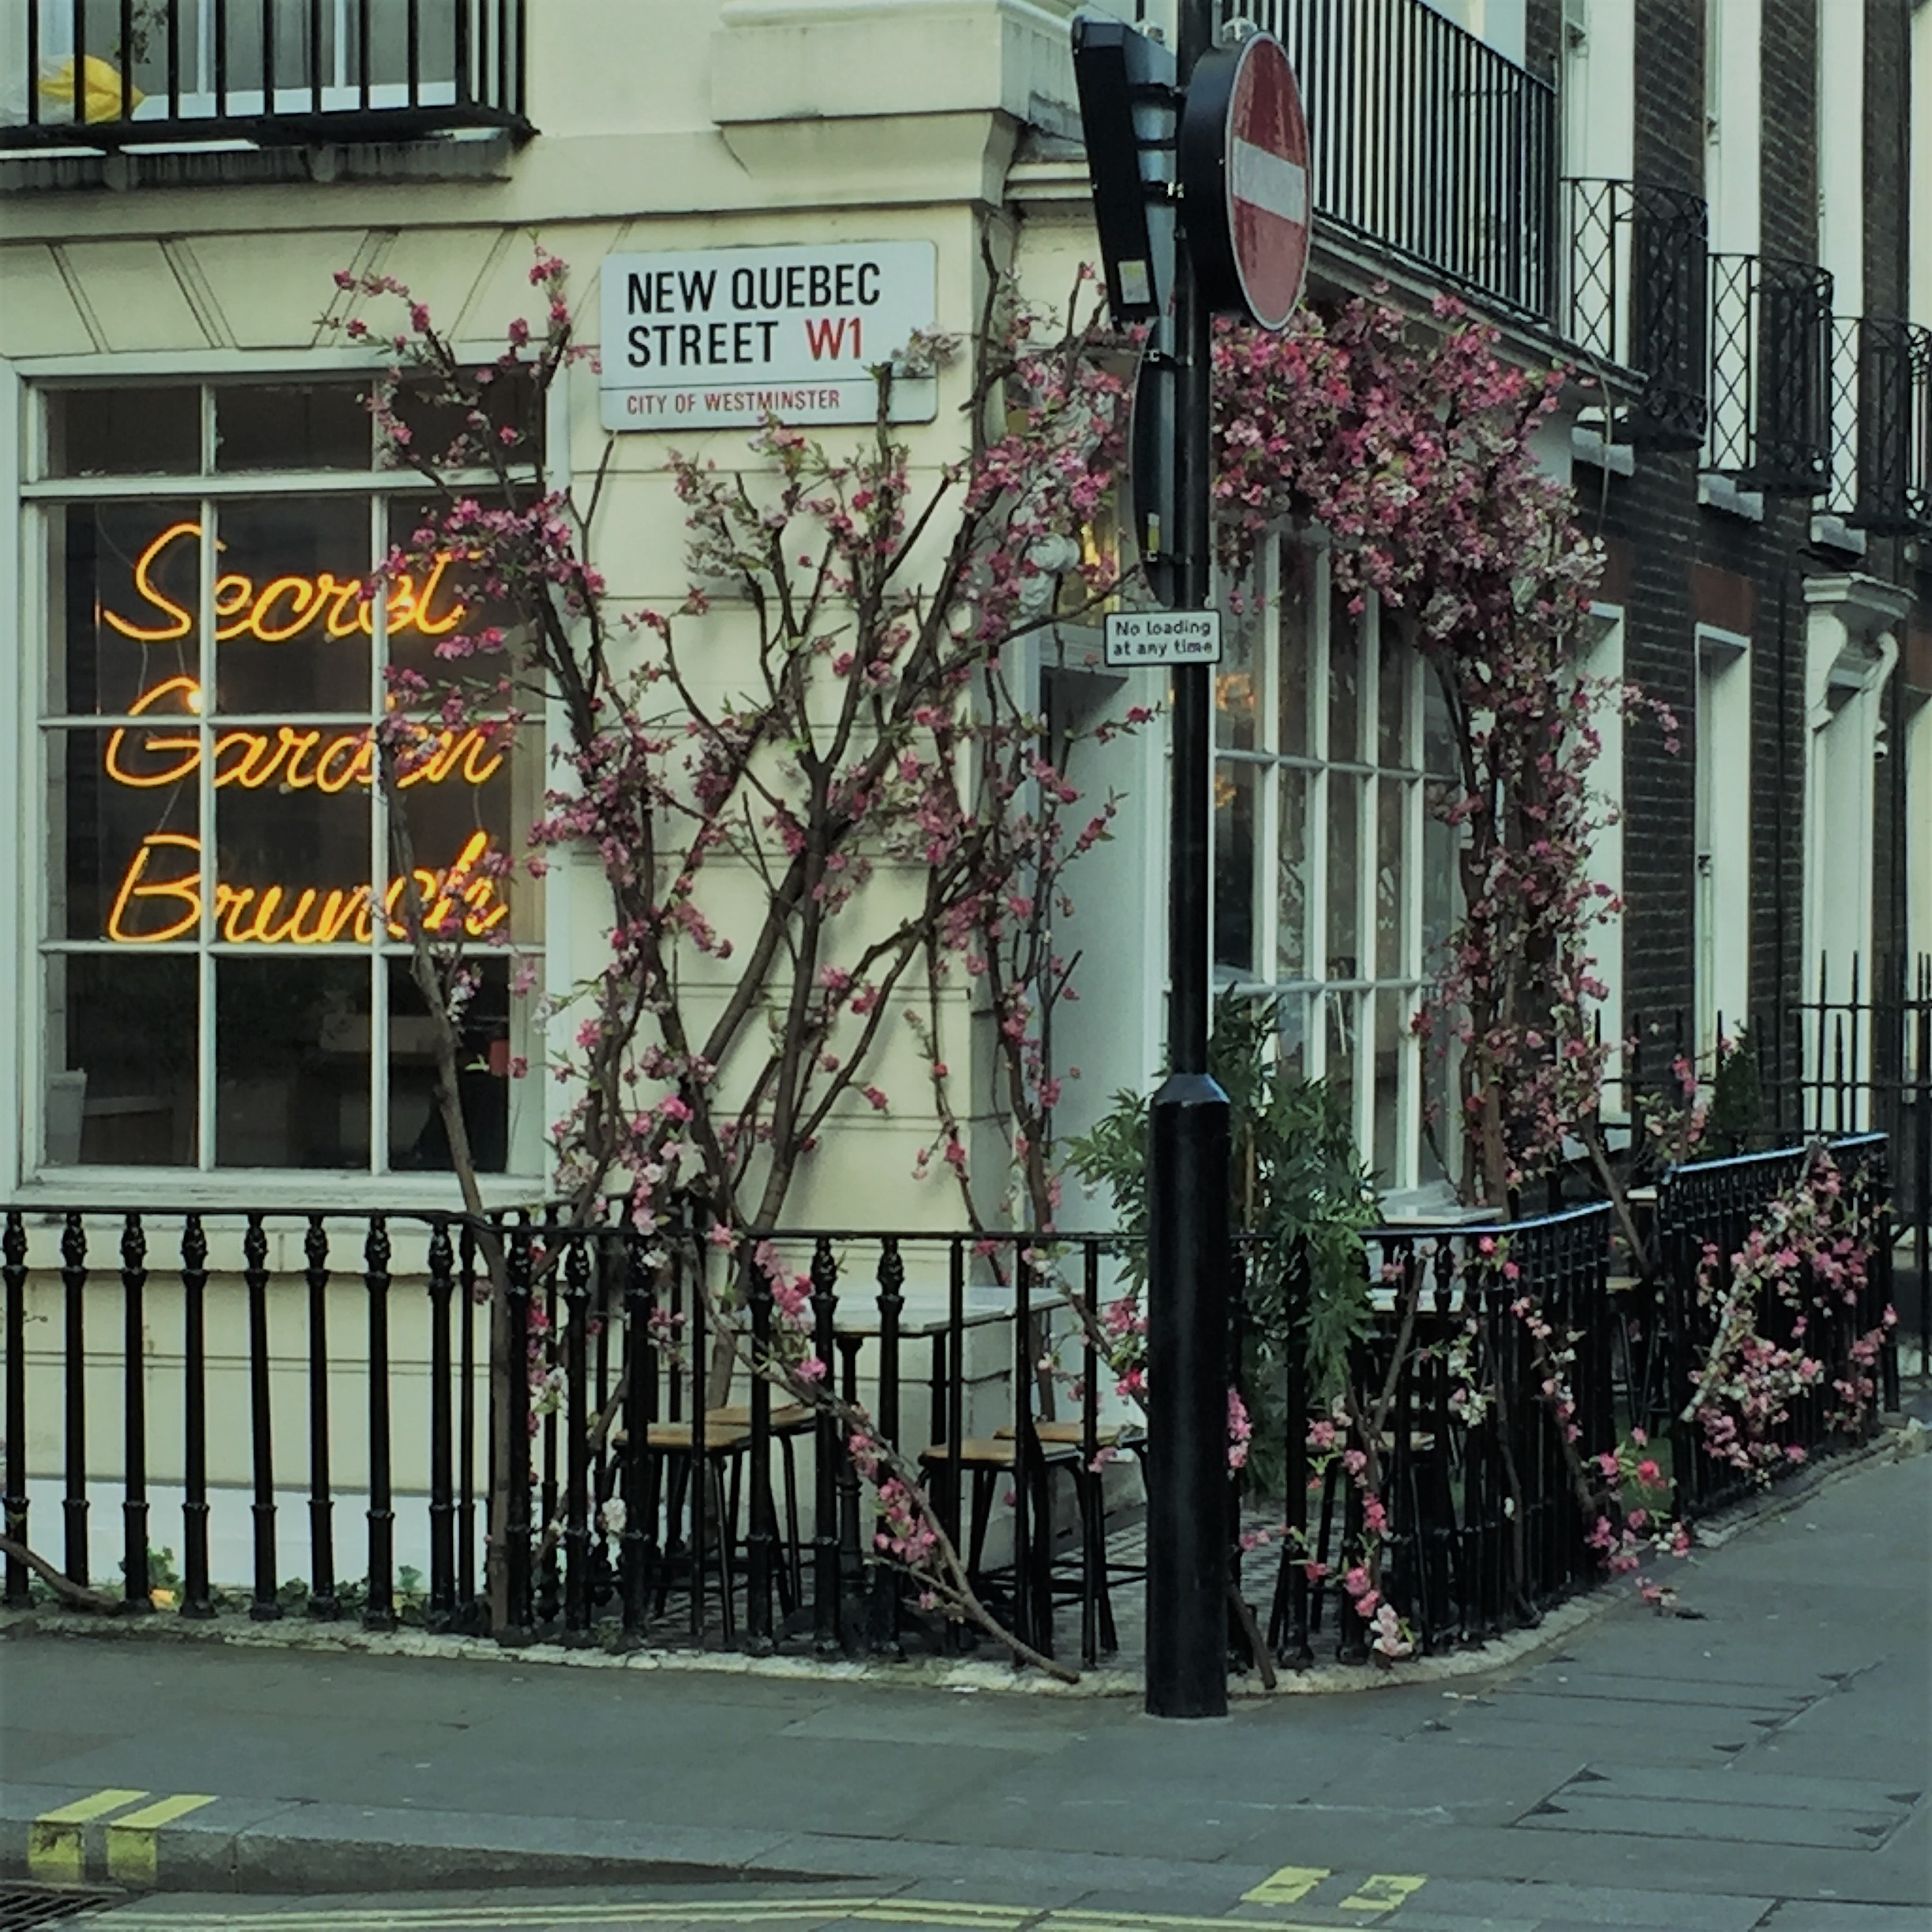 NEW QUEBEC
STREET W1
CITY OF WESTMINSTER
Secret
Garden
Brunch
No loading
at any time